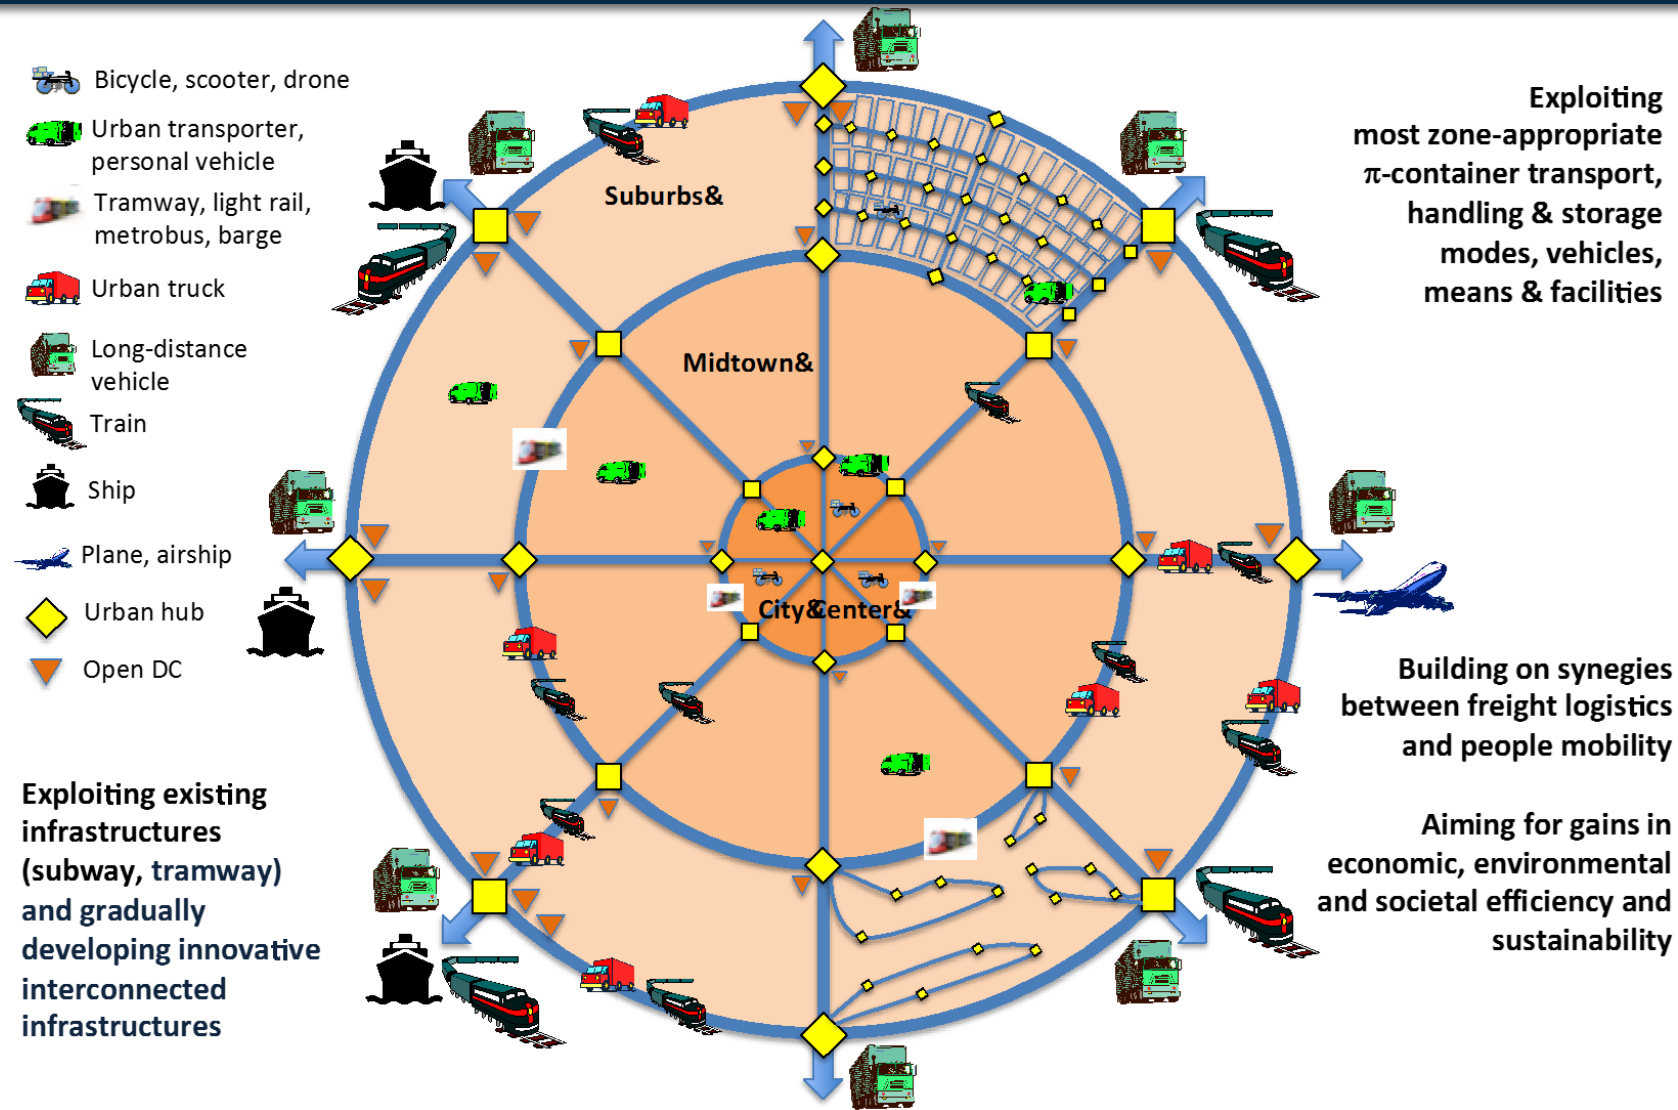 Bicycle, scooter, drone
Urban transporter,
personal vehicle
Tramway, light rail,
metrobus, barge
Urban truck
Long-distance
vehicle
Train
Ship
Plane, airship
Urban hub
Open DC
Exploiting existing
infrastructures
(subway, tramway)
and gradually
developing innovative
interconnected
infrastructures
Suburbs&
Midtown&
City&Center&
Exploiting
most zone-appropriate
π-container transport,
handling & storage
modes, vehicles,
means & facilities
Building on synegies
between freight logistics
and people mobility
Aiming for gains in
economic, environmental
and societal efficiency and
sustainability